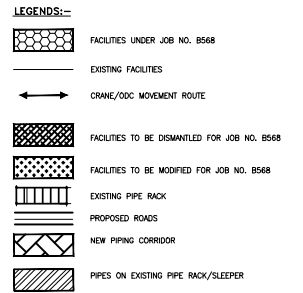 LEGENDS:-
FACILITIES UNDER JOB NO. B568
EXISTING FACILITIES
CRANE/ODC MOVEMENT ROUTE
FACILITIES TO BE DISMANTLED FOR JOB NO. B568
FACILITIES TO BE MODIFIED FOR JOB NO. B568
EXISTING PIPE RACK
PROPOSED ROADS
NEW PIPING CORRIDOR
PIPES ON EXISTING PIPE RACK/SLEEPER